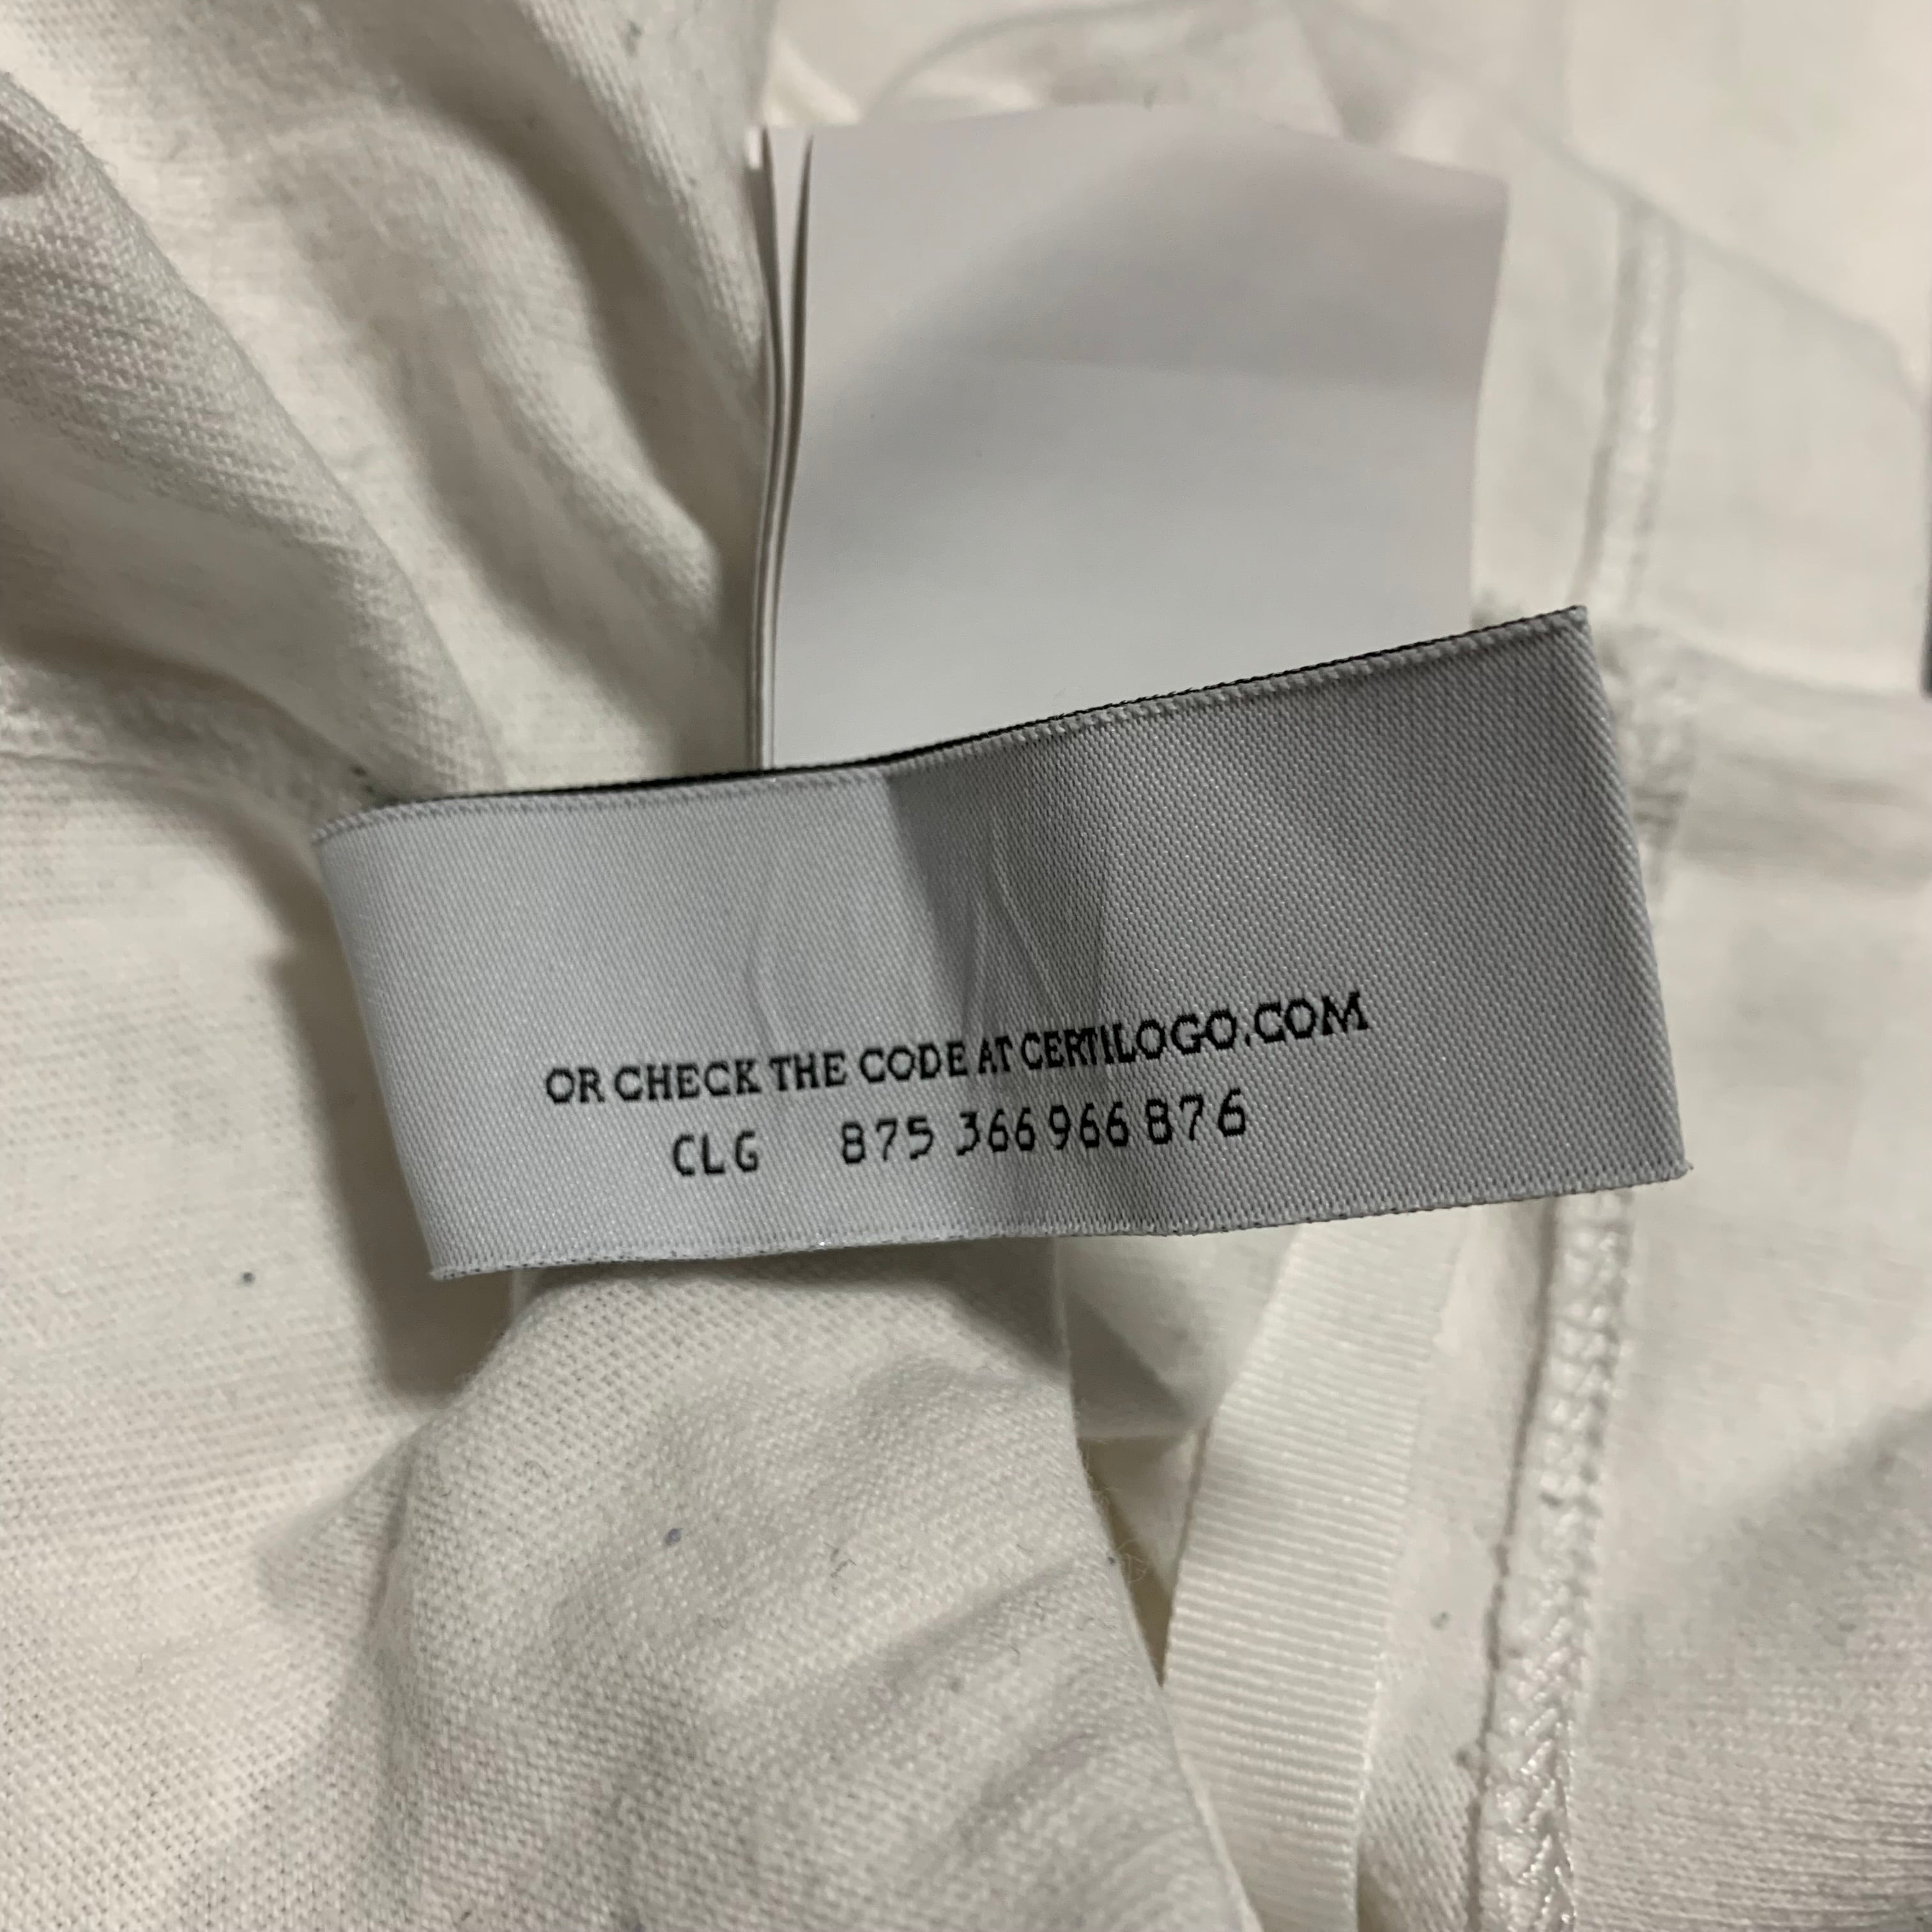 OR CHECK THE CODE AT CERTILOGO.COM
CLG 875 366 966 876